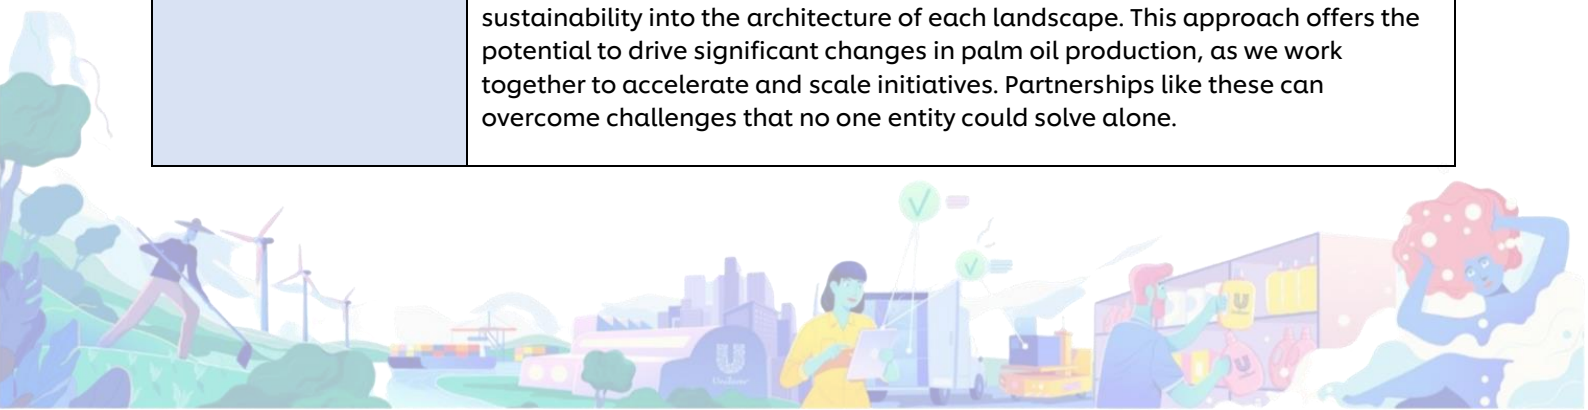 sustainability into the architecture of each landscape. This approach offers the
potential to drive significant changes in palm oil production, as we work
together to accelerate and scale initiatives. Partnerships like these can
overcome challenges that no one entity could solve alone.
Unilever